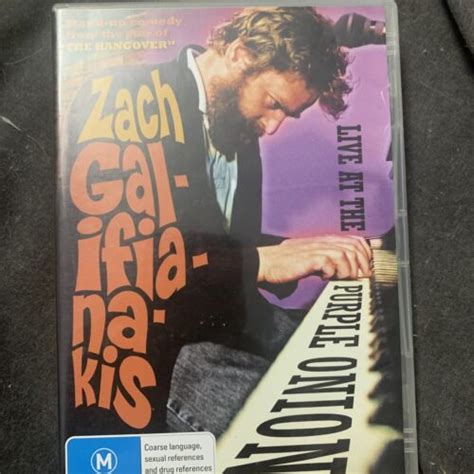 Stand-up comedy
from the star of
"THE HANGOVER"
Zach
Gal-
ifia-
na-
kis
LIVE AT THE
PURPLE ONION
M
Coarse language,
sexual references
and drug references